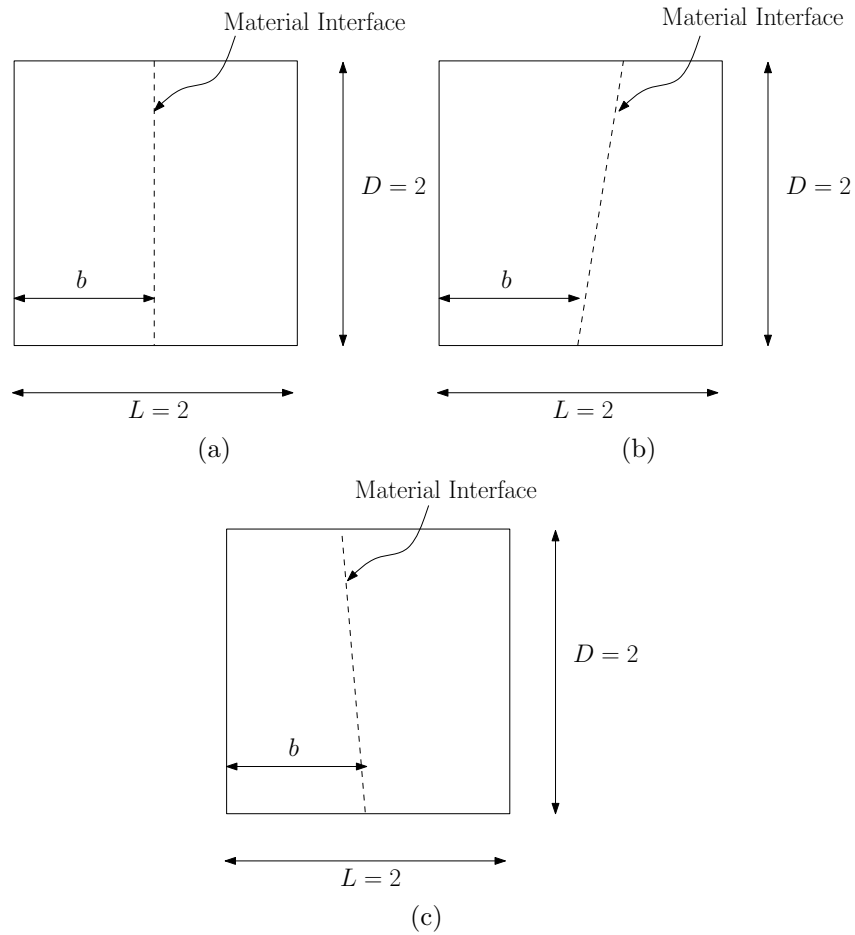 Material Interface
D = 2
b
L = 2
(a)
Material Interface
D = 2
b
L = 2
(b)
Material Interface
D = 2
b
L = 2
(c)